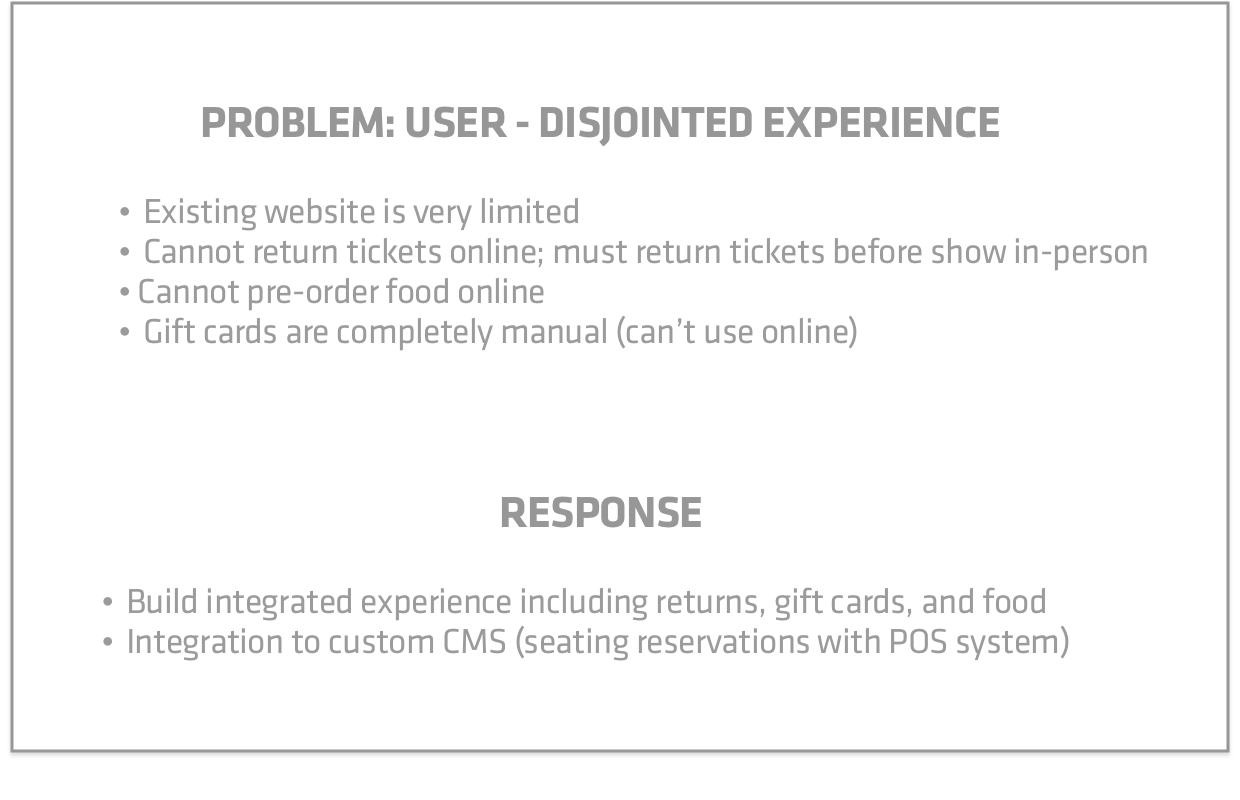 PROBLEM: USER - DISJOINTED EXPERIENCE
• Existing website is very limited
• Cannot return tickets online; must return tickets before show in-person
• Cannot pre-order food online
• Gift cards are completely manual (can’t use online)
RESPONSE
• Build integrated experience including returns, gift cards, and food
• Integration to custom CMS (seating reservations with POS system)